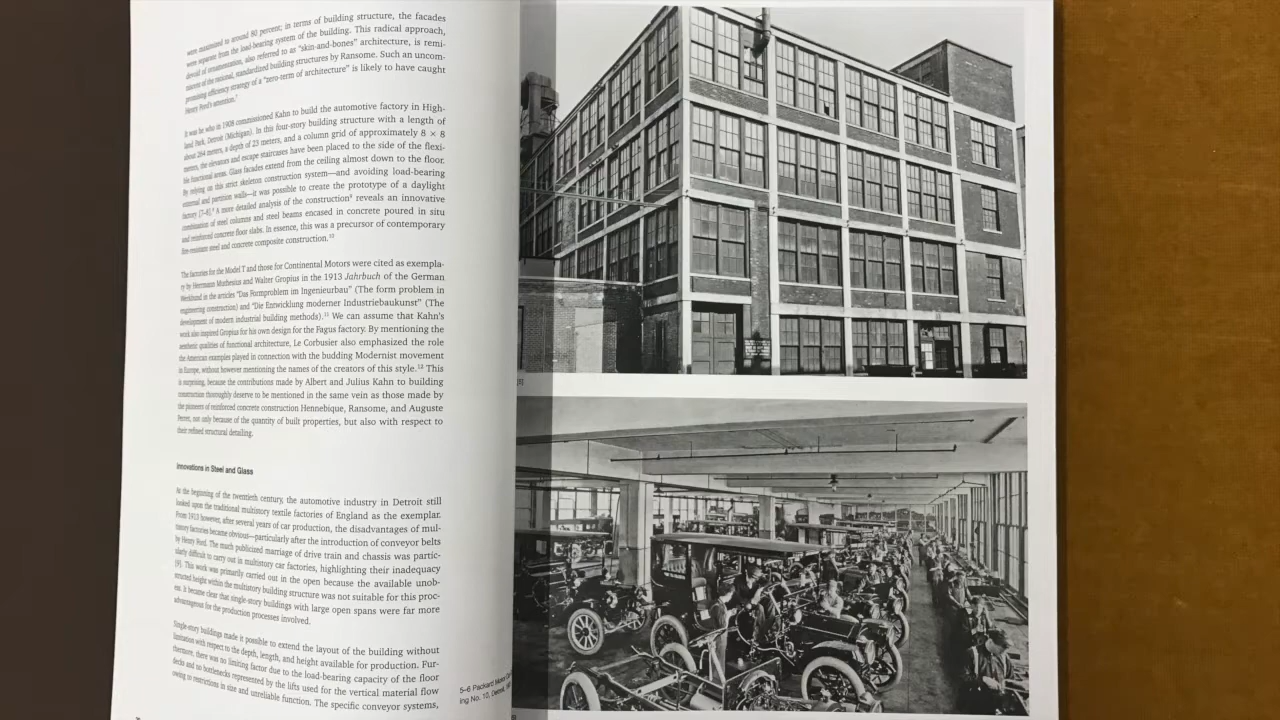 were maximized to around 80 percent; in terms of building structure, the facades
were separate from the load-bearing system of the building. This radical approach,
devoid of ornamentation, also referred to as “skin-and-bones” architecture, is remi-
niscent of the rational, standardized building structures by Ransome. Such an uncom-
promising efficiency strategy of a “zero-term of architecture” is likely to have caught
Henry Ford's attention.⁷
It was he who in 1908 commissioned Kahn to build the automotive factory in High-
land Park, Detroit (Michigan). In this four-story building structure with a length of
about 264 meters, a depth of 23 meters, and a column grid of approximately 8 × 8
meters, the elevators and escape staircases have been placed to the side of the flexi-
ble functional areas. Glass facades extend from the ceiling almost down to the floor.
By relying on this strict skeleton construction system—and avoiding load-bearing
external and partition walls—it was possible to create the prototype of a daylight
factory [7–8].⁸ A more detailed analysis of the construction⁹ reveals an innovative
combination of steel columns and steel beams encased in concrete poured in situ
and reinforced concrete floor slabs. In essence, this was a precursor of contemporary
fire-resistant steel and concrete composite construction.¹⁰
The factories for the Model T and those for Continental Motors were cited as exempla-
ry by Herrmann Muthesius and Walter Gropius in the 1913 Jahrbuch of the German
Werkbund in the articles “Das Formproblem im Ingenieurbau” (The form problem in
engineering construction) and “Die Entwicklung moderner Industriebaukunst” (The
development of modern industrial building methods).¹¹ We can assume that Kahn's
work also inspired Gropius for his own design for the Fagus factory. By mentioning the
aesthetic qualities of functional architecture, Le Corbusier also emphasized the role
the American examples played in connection with the budding Modernist movement
in Europe, without however mentioning the names of the creators of this style.¹² This
is surprising, because the contributions made by Albert and Julius Kahn to building
construction thoroughly deserve to be mentioned in the same vein as those made by
the pioneers of reinforced concrete construction Hennebique, Ransome, and Auguste
Perret, not only because of the quantity of built properties, but also with respect to
their refined structural detailing.
Innovations in Steel and Glass
At the beginning of the twentieth century, the automotive industry in Detroit still
looked upon the traditional multistory textile factories of England as the exemplar.
From 1913 however, after several years of car production, the disadvantages of mul-
tistory factories became obvious—particularly after the introduction of conveyor belts
by Henry Ford. The much publicized marriage of drive train and chassis was partic-
ularly difficult to carry out in multistory car factories, highlighting their inadequacy
[9]. This work was primarily carried out in the open because the available unob-
structed height within the multistory building structure was not suitable for this proc-
ess. It became clear that single-story buildings with large open spans were far more
advantageous for the production processes involved.
Single-story buildings made it possible to extend the layout of the building without
limitation with respect to the depth, length, and height available for production. Fur-
thermore, there was no limiting factor due to the load-bearing capacity of the floor
decks and no bottlenecks represented by the lifts used for the vertical material flow
owing to restrictions in size and unreliable function. The specific conveyor systems,
5–6 Packard Motor
ing No. 10, Detroit,